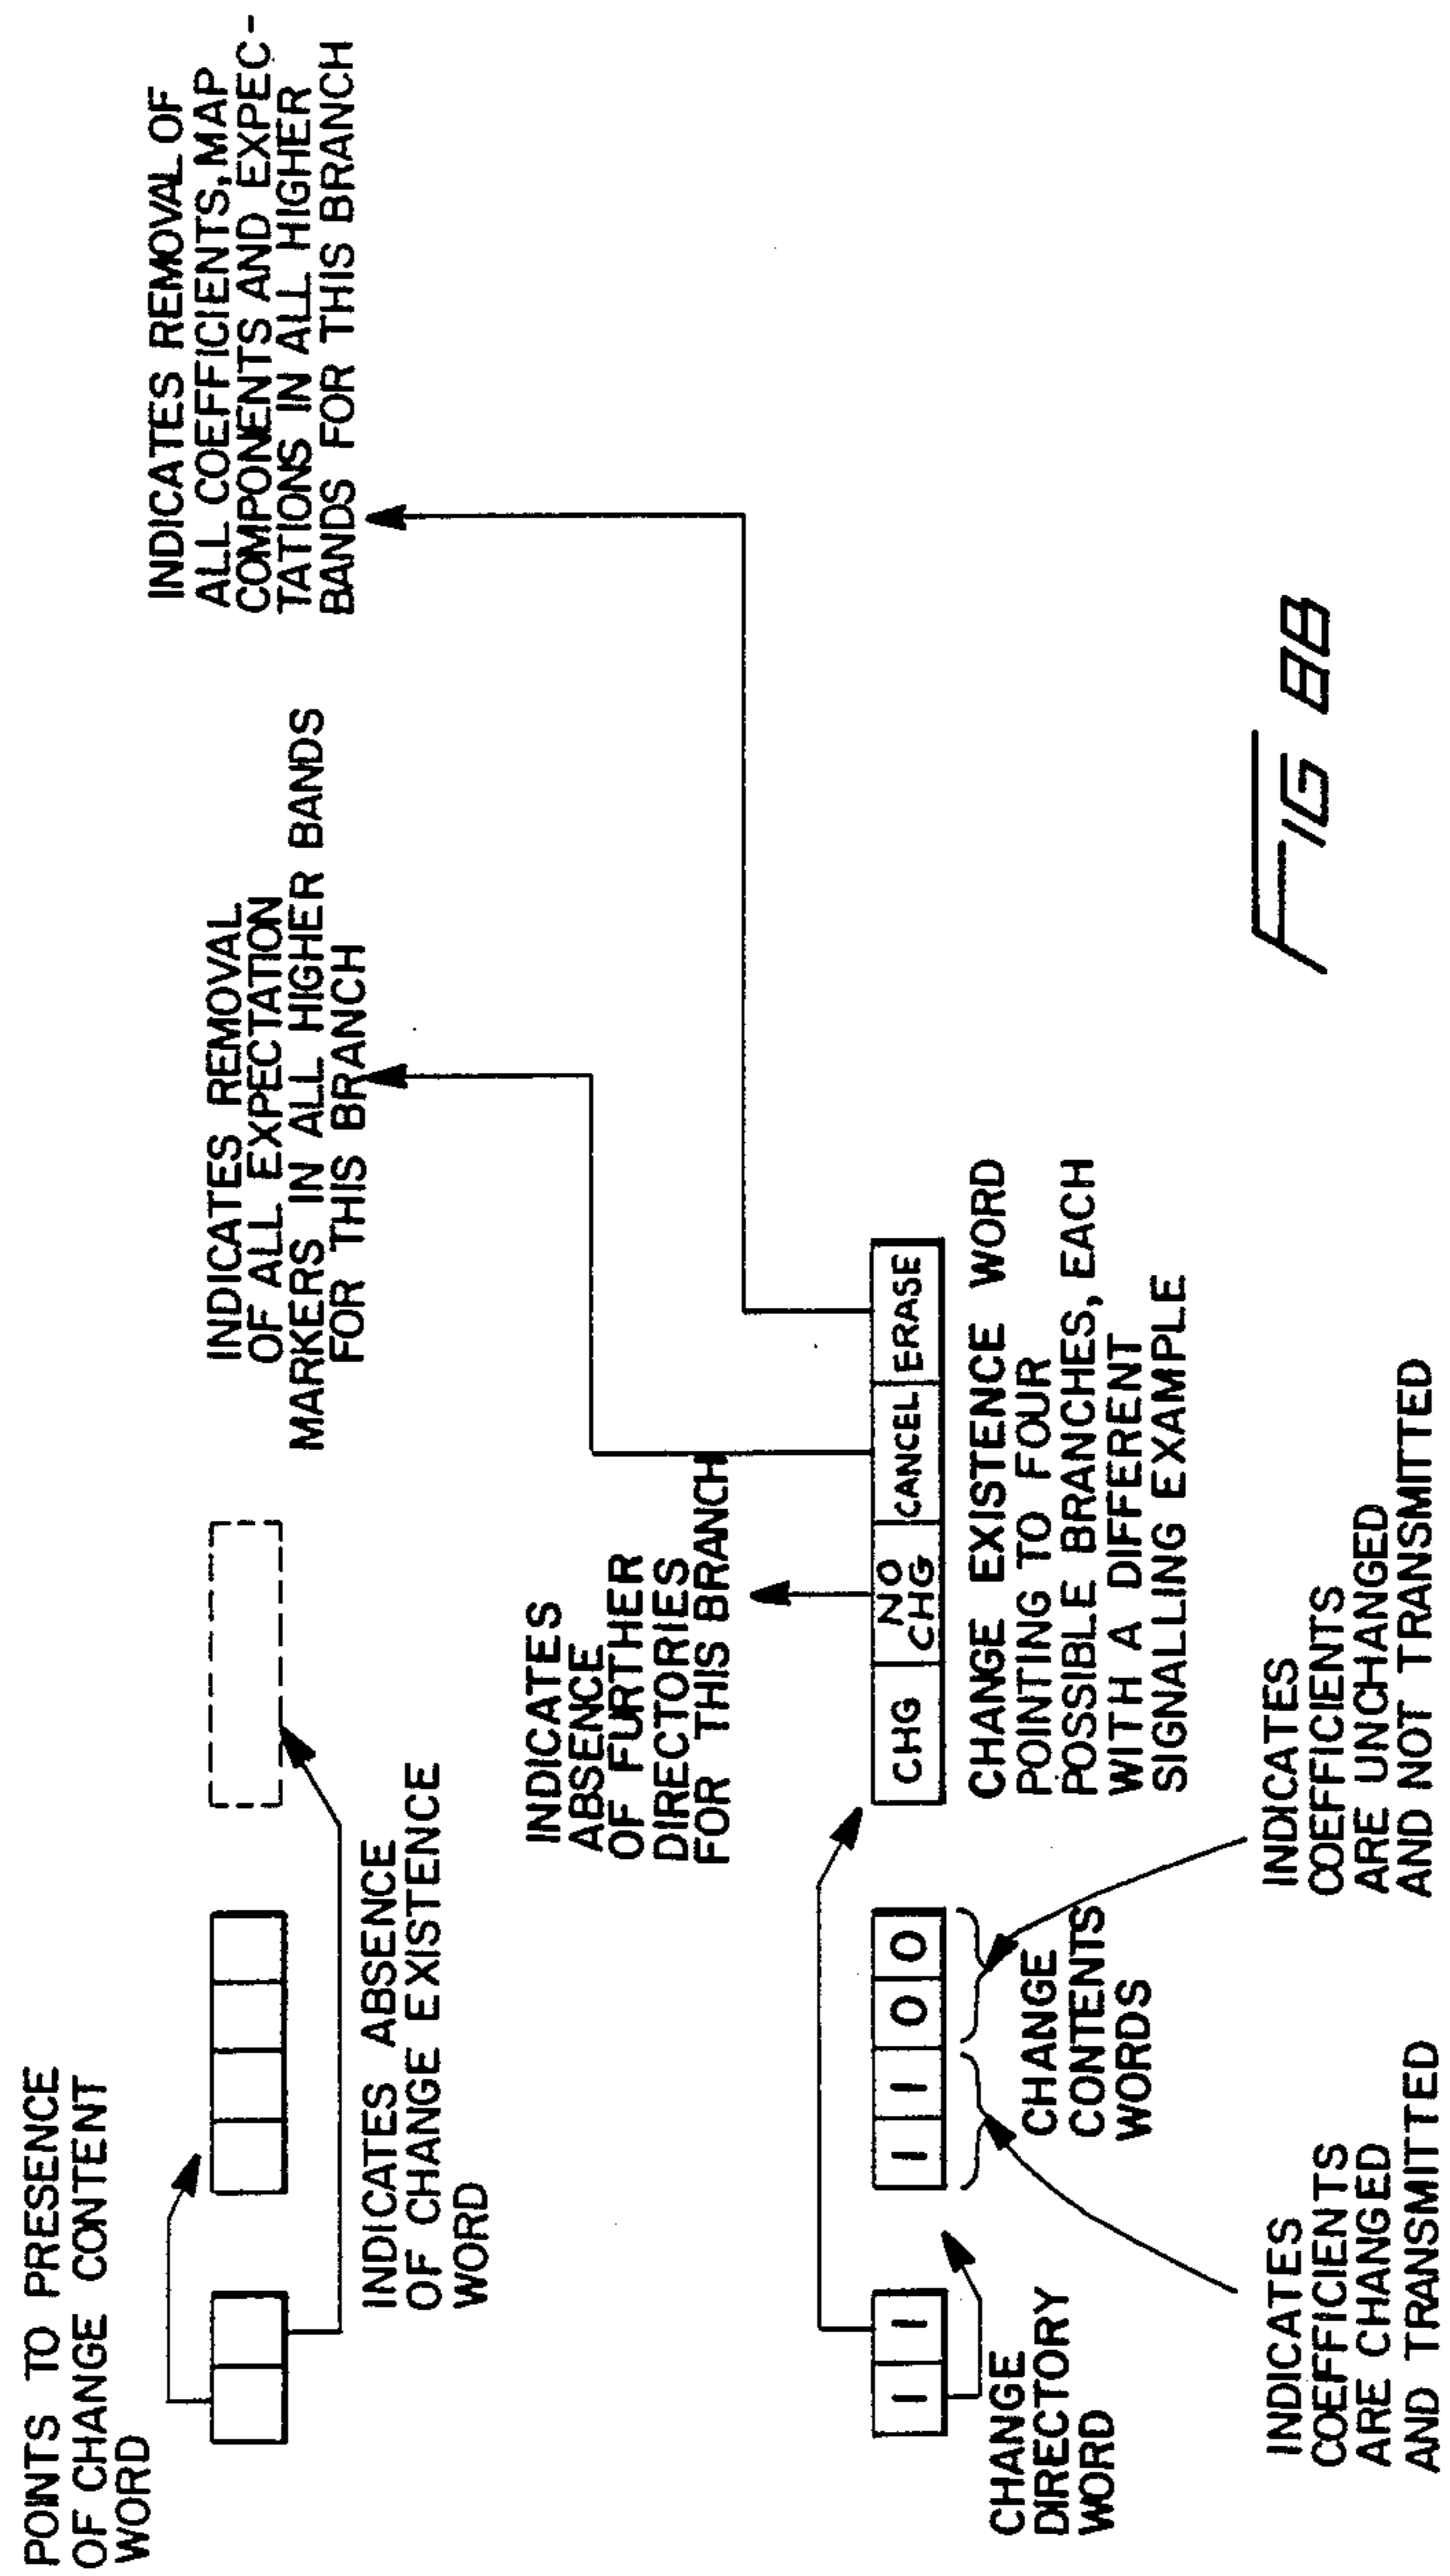 POINTS TO PRESENCE
OF CHANGE CONTENT
WORD
INDICATES ABSENCE
OF CHANGE EXISTENCE
WORD
INDICATES REMOVAL
OF ALL EXPECTATION
MARKERS IN ALL HIGHER BANDS
FOR THIS BRANCH
INDICATES REMOVAL OF
ALL COEFFICIENTS, MAP
COMPONENTS AND EXPEC-
TATIONS IN ALL HIGHER
BANDS FOR THIS BRANCH
INDICATES
ABSENCE
OF FURTHER
DIRECTORIES
FOR THIS BRANCH
1 1
1 1 0 0
CHG
NO
CHG
CANCEL
ERASE
CHANGE
DIRECTORY
WORD
CHANGE
CONTENTS
WORDS
CHANGE EXISTENCE WORD
POINTING TO FOUR
POSSIBLE BRANCHES, EACH
WITH A DIFFERENT
SIGNALLING EXAMPLE
INDICATES
COEFFICIENTS
ARE CHANGED
AND TRANSMITTED
INDICATES
COEFFICIENTS
ARE UNCHANGED
AND NOT TRANSMITTED
FIG 8B